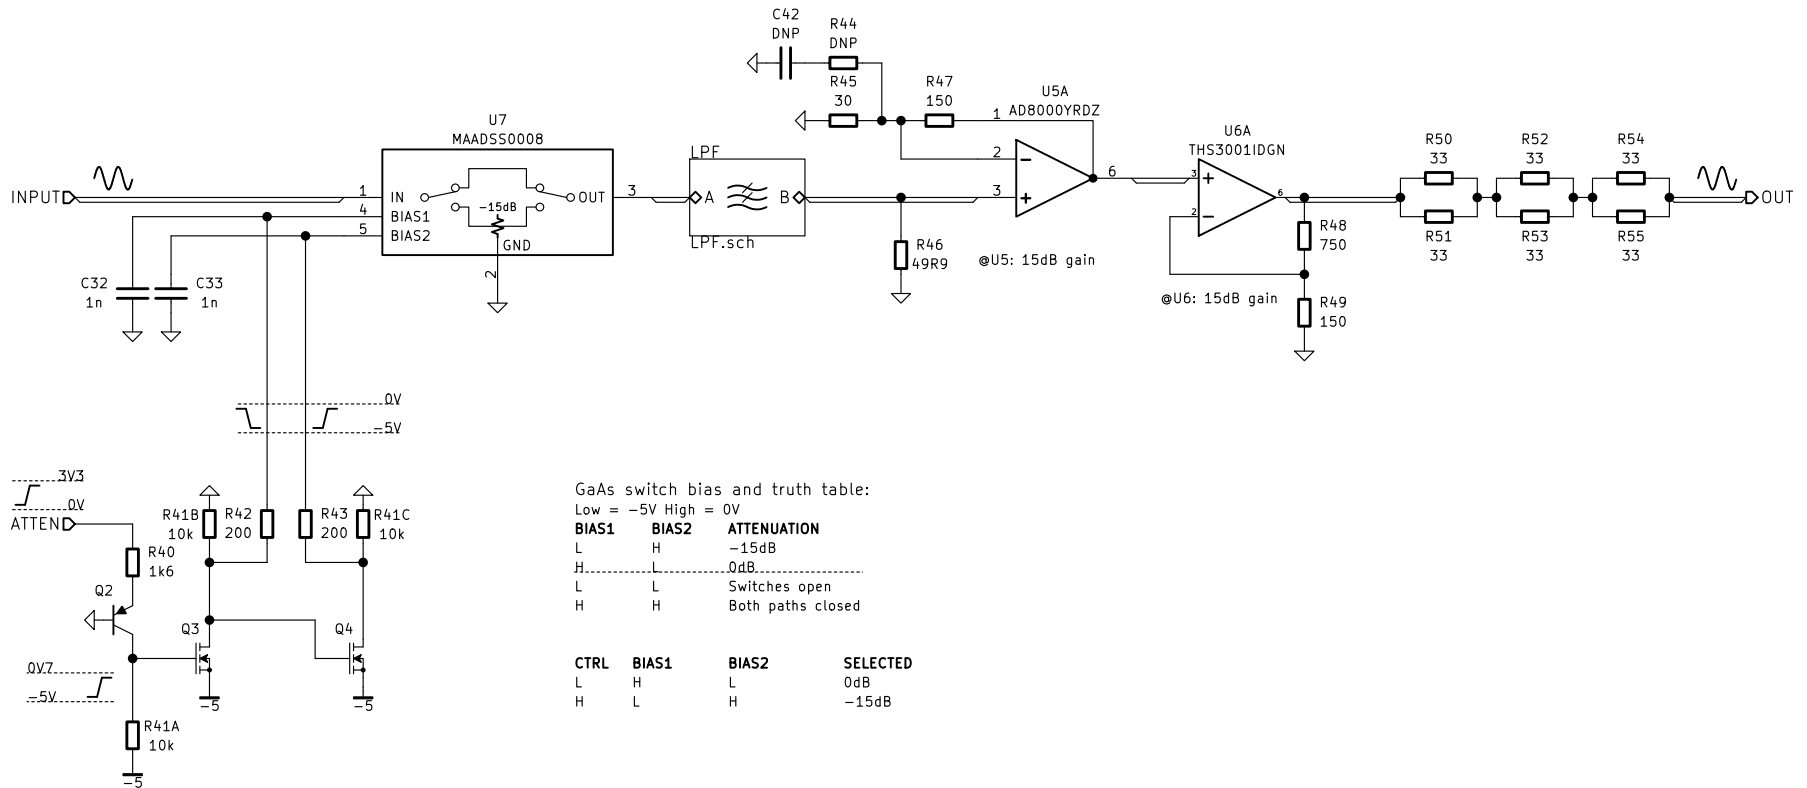 C42
DNP
R44
DNP
R45
30
R47
150
U5A
AD8000YRDZ
1
2
3
6
U7
MAADSS0008
INPUT
1
IN
4
BIAS1
5
BIAS2
-15dB
GND
OUT
3
2
LPF
A
B
LPF.sch
R46
49R9
@U5: 15dB gain
U6A
THS3001IDGN
3
2
6
R48
750
R49
150
@U6: 15dB gain
R50
33
R52
33
R54
33
R51
33
R53
33
R55
33
OUT
C32
1n
C33
1n
0V
-5V
3V3
0V
ATTEN
R41B
10k
R42
200
R43
200
R41C
10k
R40
1k6
Q2
Q3
Q4
0V7
-5V
-5
-5
R41A
10k
-5
GaAs switch bias and truth table:
Low = -5V High = 0V
BIAS1 BIAS2 ATTENUATION
L H -15dB
H L 0dB
L L Switches open
H H Both paths closed
CTRL BIAS1 BIAS2 SELECTED
L H L 0dB
H L H -15dB